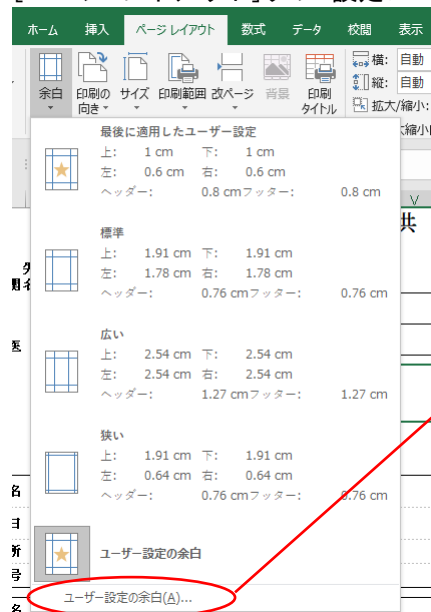 ホーム 挿入 ページレイアウト 数式 データ 校閲 表示
余白 印刷の向き サイズ 印刷範囲 改ページ 背景 印刷タイトル
横: 自動
縦: 自動
拡大/縮小:
最後に適用したユーザー設定
上: 1 cm 下: 1 cm
左: 0.6 cm 右: 0.6 cm
ヘッダー: 0.8 cm フッター: 0.8 cm
V
共
標準
上: 1.91 cm 下: 1.91 cm
左: 1.78 cm 右: 1.78 cm
ヘッダー: 0.76 cm フッター: 0.76 cm
広い
上: 2.54 cm 下: 2.54 cm
左: 2.54 cm 右: 2.54 cm
ヘッダー: 1.27 cm フッター: 1.27 cm
狭い
上: 1.91 cm 下: 1.91 cm
左: 0.64 cm 右: 0.64 cm
ヘッダー: 0.76 cm フッター: 0.76 cm
名
ユーザー設定の余白
ユーザー設定の余白(A)...
名